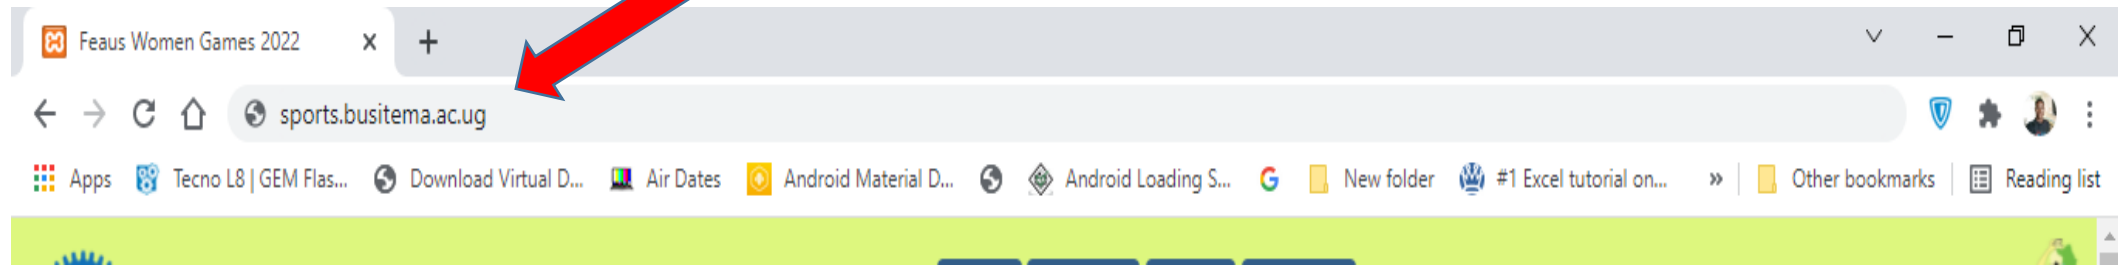 Feaus Women Games 2022
sports.busitema.ac.ug
Apps Tecno L8 | GEM Flas... Download Virtual D... Air Dates Android Material D... Android Loading S... New folder #1 Excel tutorial on... » Other bookmarks Reading list